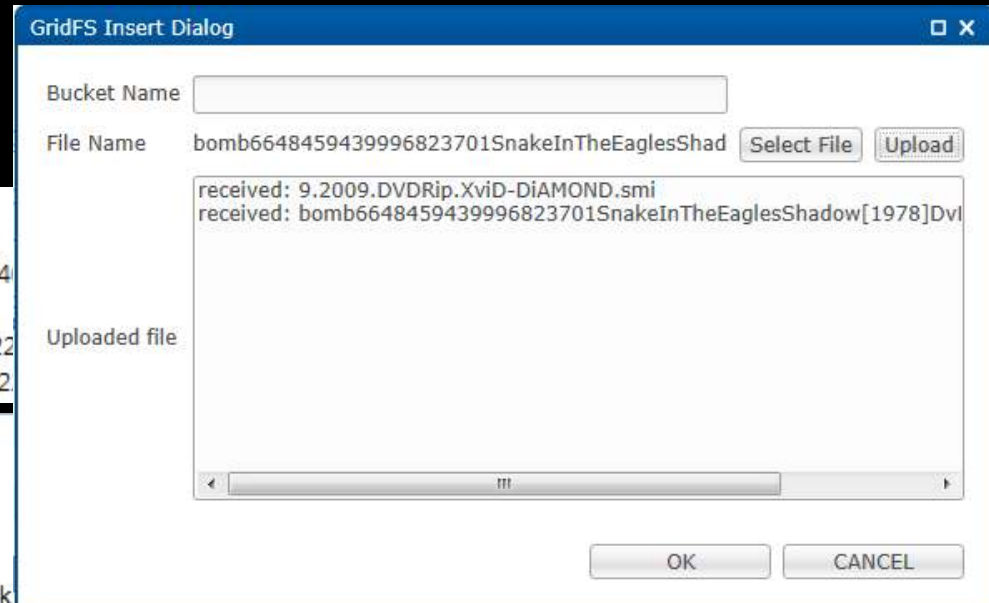 GridFS Insert Dialog
Bucket Name
File Name bomb6648459439996823701SnakeInTheEaglesShad Select File Upload
received: 9.2009.DVDRip.XviD-DiAMOND.smi
received: bomb6648459439996823701SnakeInTheEaglesShadow[1978]Dv
Uploaded file
OK CANCEL